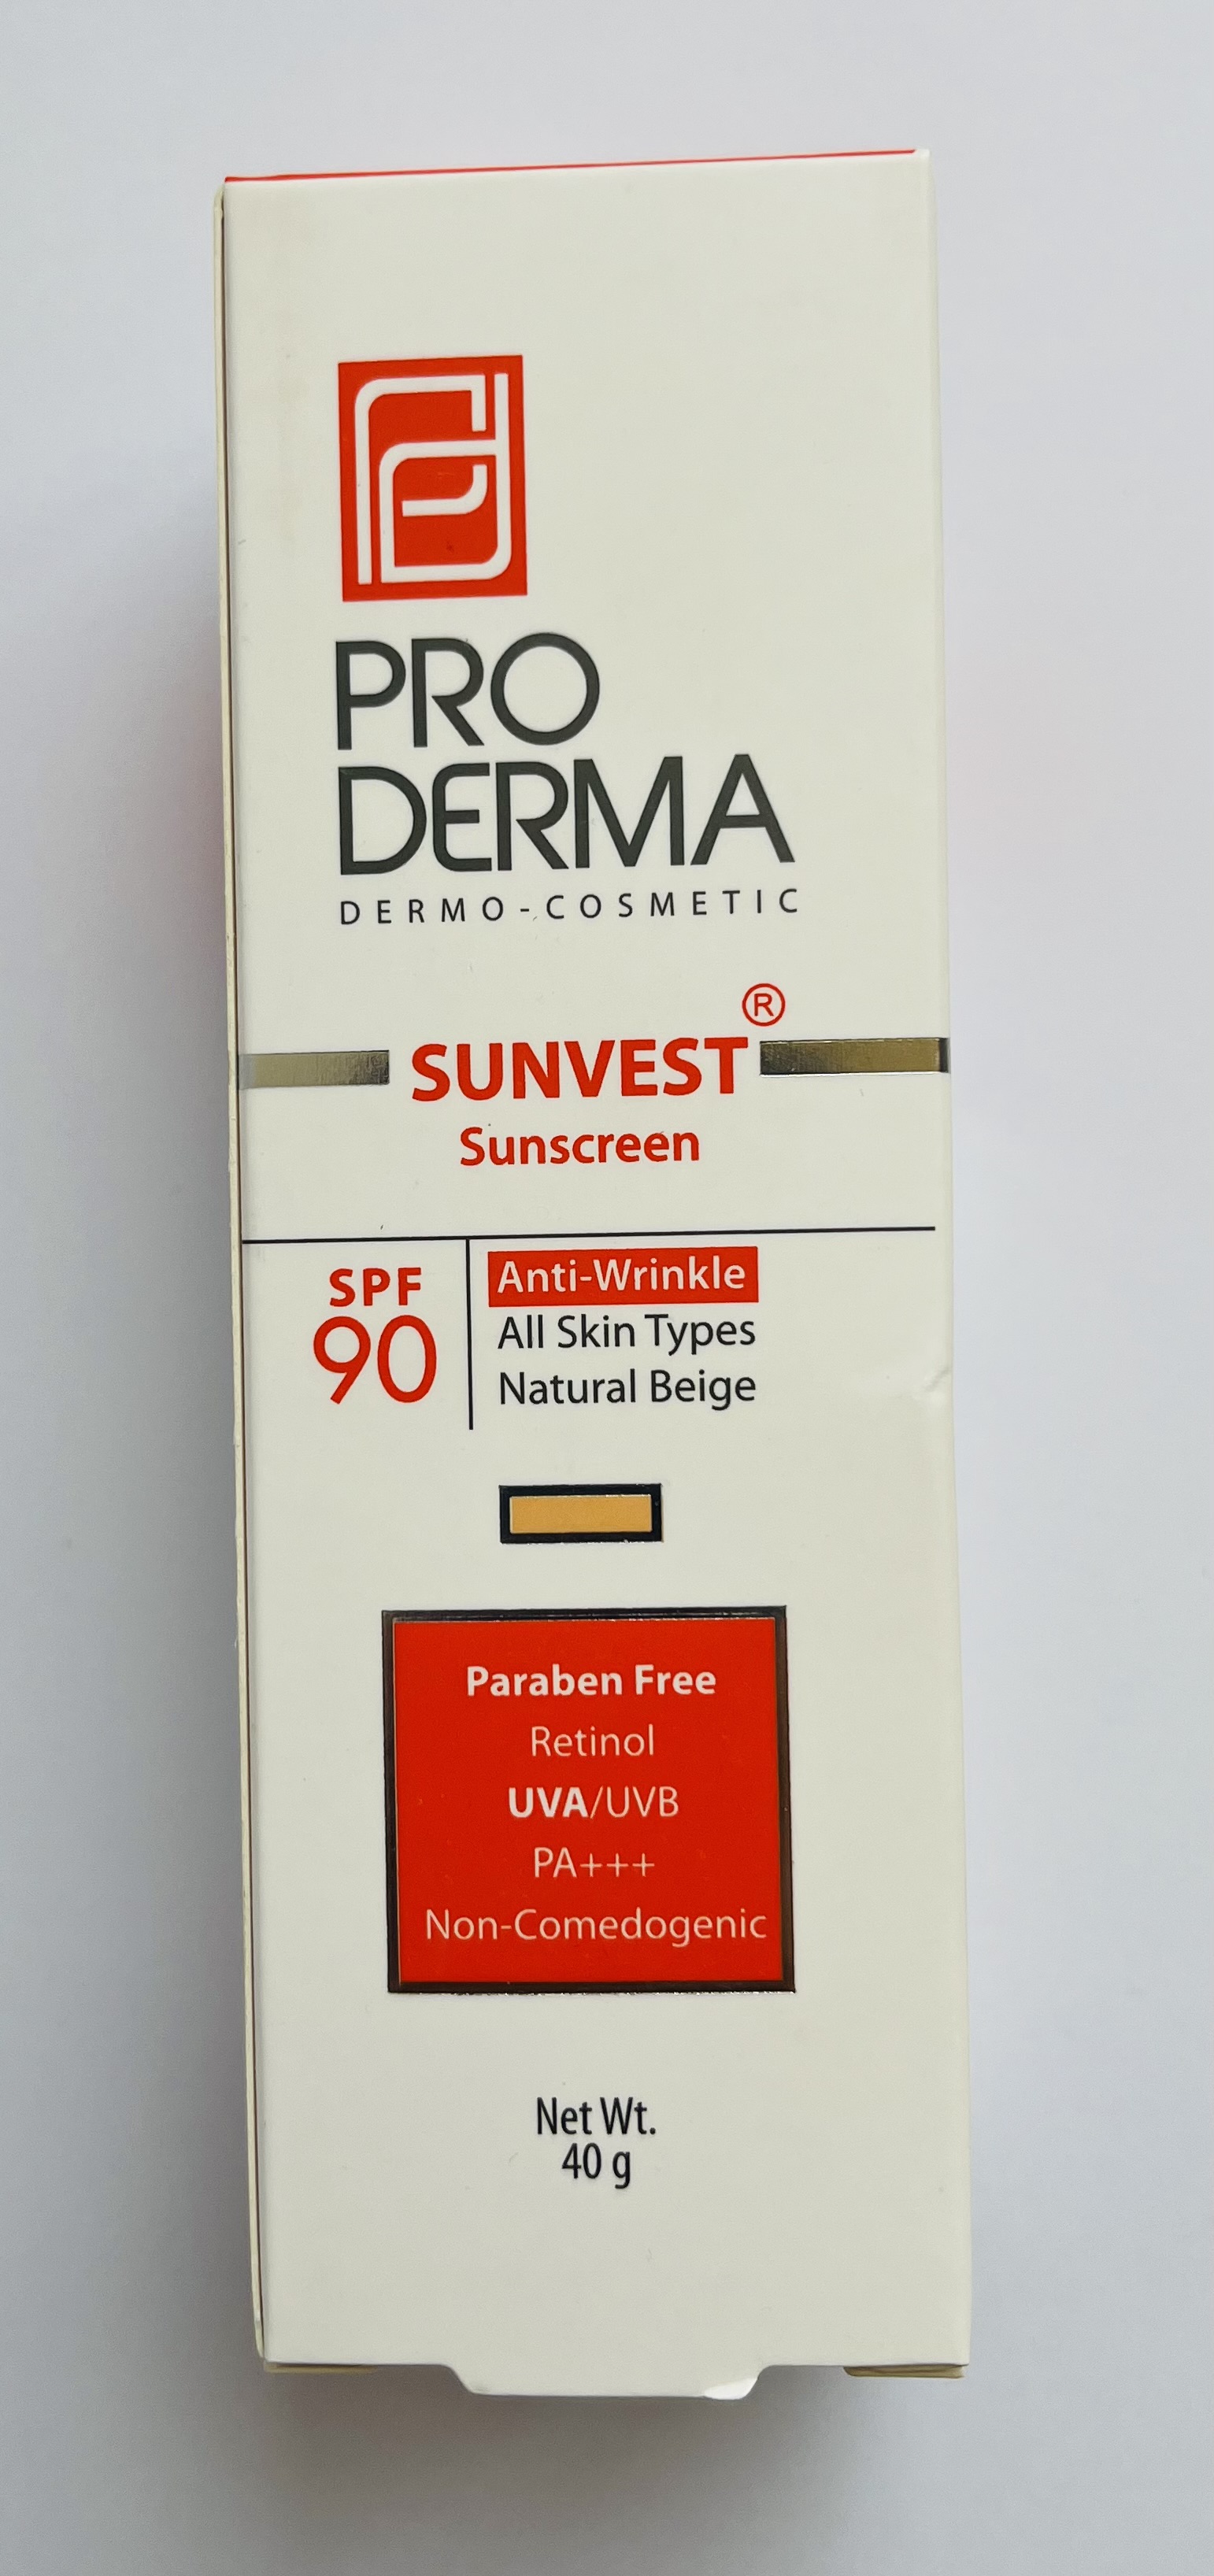 PRO
DERMA
DERMO-COSMETIC
SUNVEST®
Sunscreen
SPF
90
Anti-Wrinkle
All Skin Types
Natural Beige
Paraben Free
Retinol
UVA/UVB
PA+++
Non-Comedogenic
Net Wt.
40 g